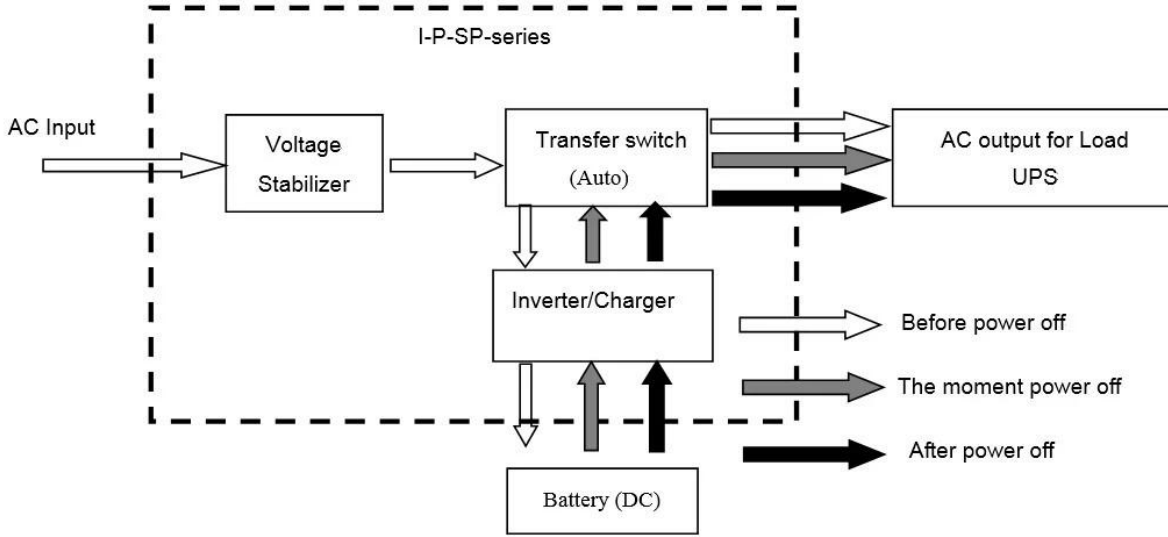 I-P-SP-series
AC Input
Voltage
Stabilizer
Transfer switch
(Auto)
AC output for Load
UPS
Inverter/Charger
Before power off
The moment power off
After power off
Battery (DC)